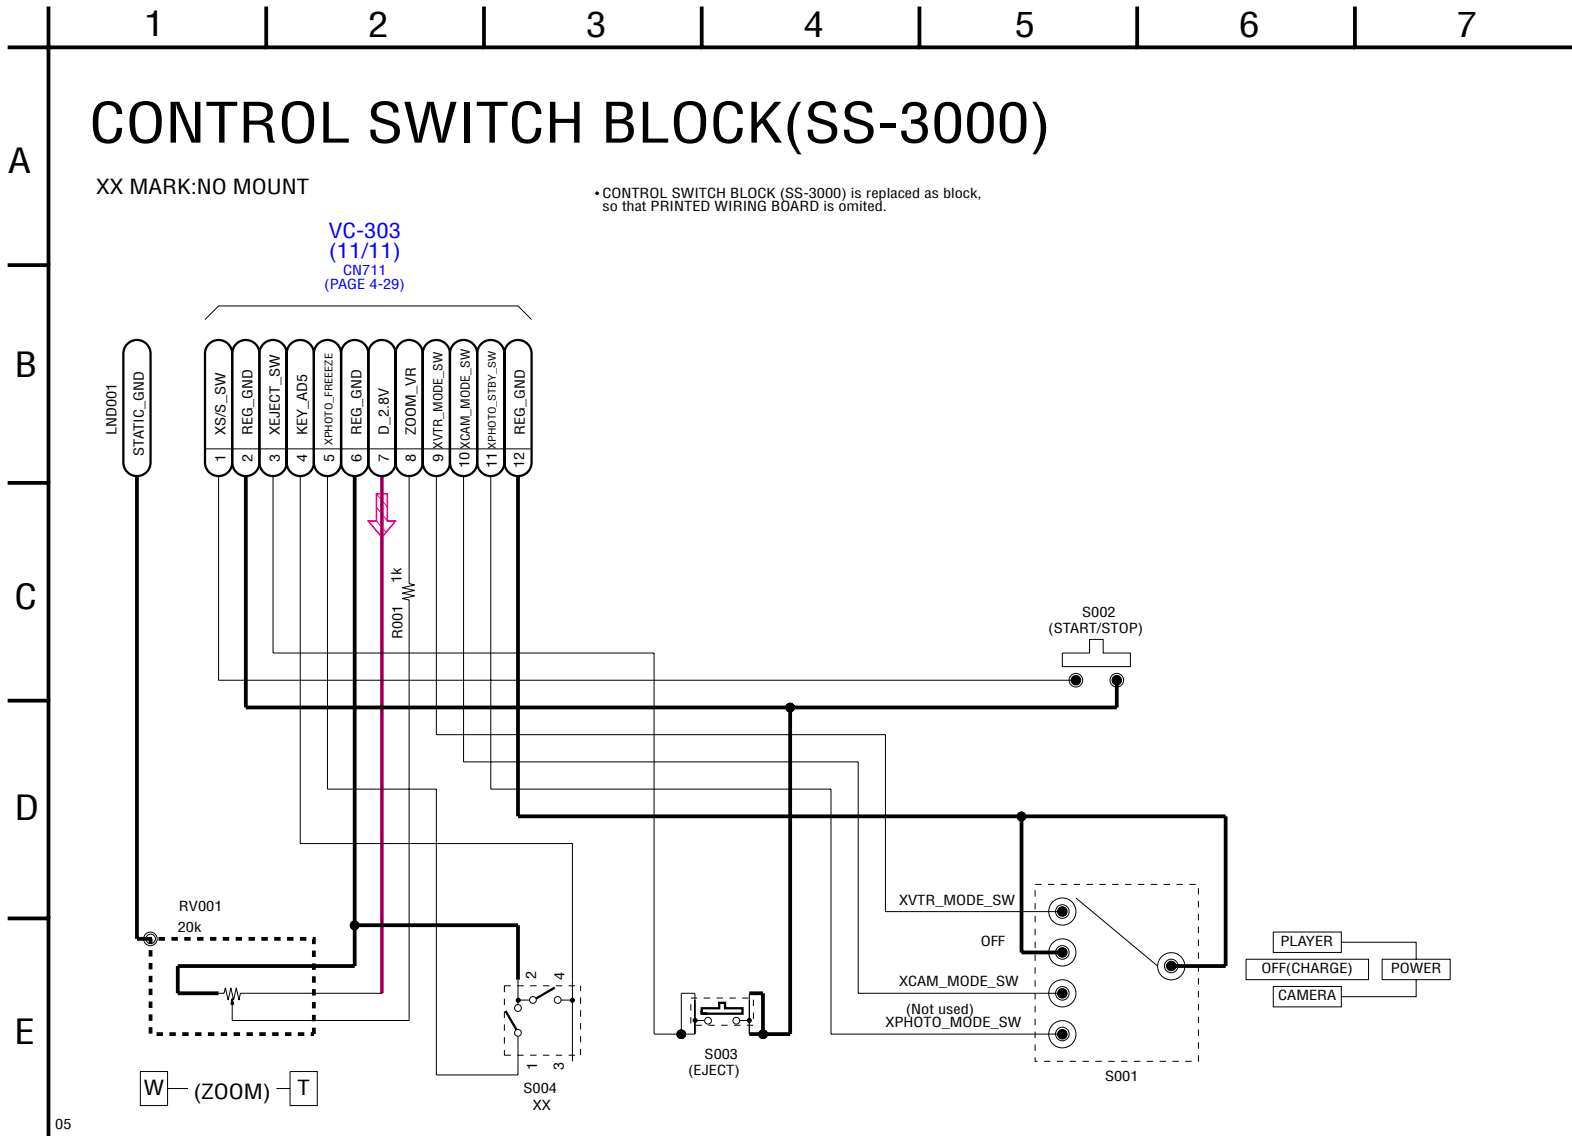 1 2 3 4 5 6 7
A
CONTROL SWITCH BLOCK(SS-3000)
XX MARK:NO MOUNT
• CONTROL SWITCH BLOCK (SS-3000) is replaced as block,
so that PRINTED WIRING BOARD is omited.
VC-303
(11/11)
CN711
(PAGE 4-29)
B
LND001
STATIC_GND
1 XS/S_SW
2 REG_GND
3 XEJECT_SW
4 KEY_AD5
5 XPHOTO_FREEEZE
6 REG_GND
7 D_2.8V
8 ZOOM_VR
9 XVTR_MODE_SW
10 XCAM_MODE_SW
11 XPHOTO_STBY_SW
12 REG_GND
C
R001 1k
S002
(START/STOP)
D
RV001
20k
XVTR_MODE_SW
OFF
XCAM_MODE_SW
(Not used)
XPHOTO_MODE_SW
S001
PLAYER
OFF(CHARGE) POWER
CAMERA
E
2 4
1 3
S004
XX
S003
(EJECT)
W (ZOOM) T
05